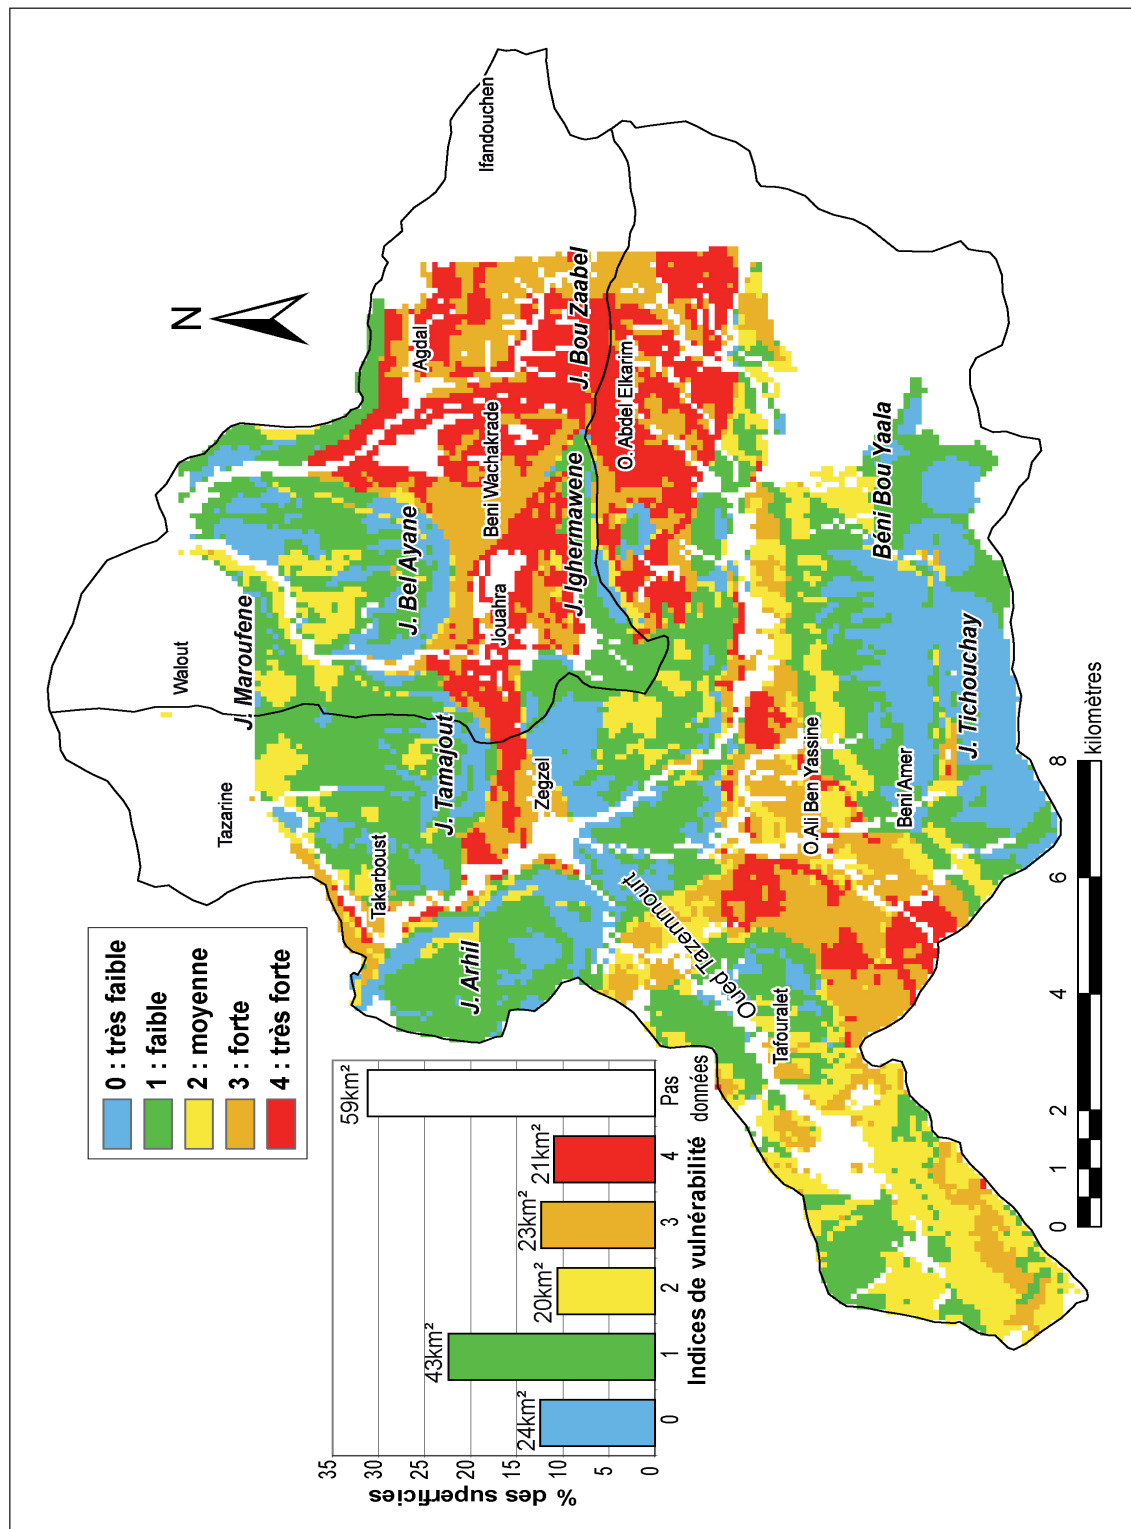 0 : très faible
1 : faible
2 : moyenne
3 : forte
4 : très forte
N
Ifandouchen
Walout
Tazarine
J. Maroufene
Agdal
J. Bel Ayane
Beni Wachakrade
J. Bou Zaabel
O. Abdel Elkarim
J. Ighermawene
Jouahra
J. Tamajout
Takarboust
Zegzel
J. Arhil
Oued Tazemmourt
Tafouralet
O.Ali Ben Yassine
Beni Amer
Béni Bou Yaala
J. Tichouchay
% des superficies
35
30
25
20
15
10
5
0
24km²
43km²
20km²
23km²
21km²
59km²
0
1
2
3
4
Pas
données
Indices de vulnérabilité
0
1
2
4
6
8
kilomètres